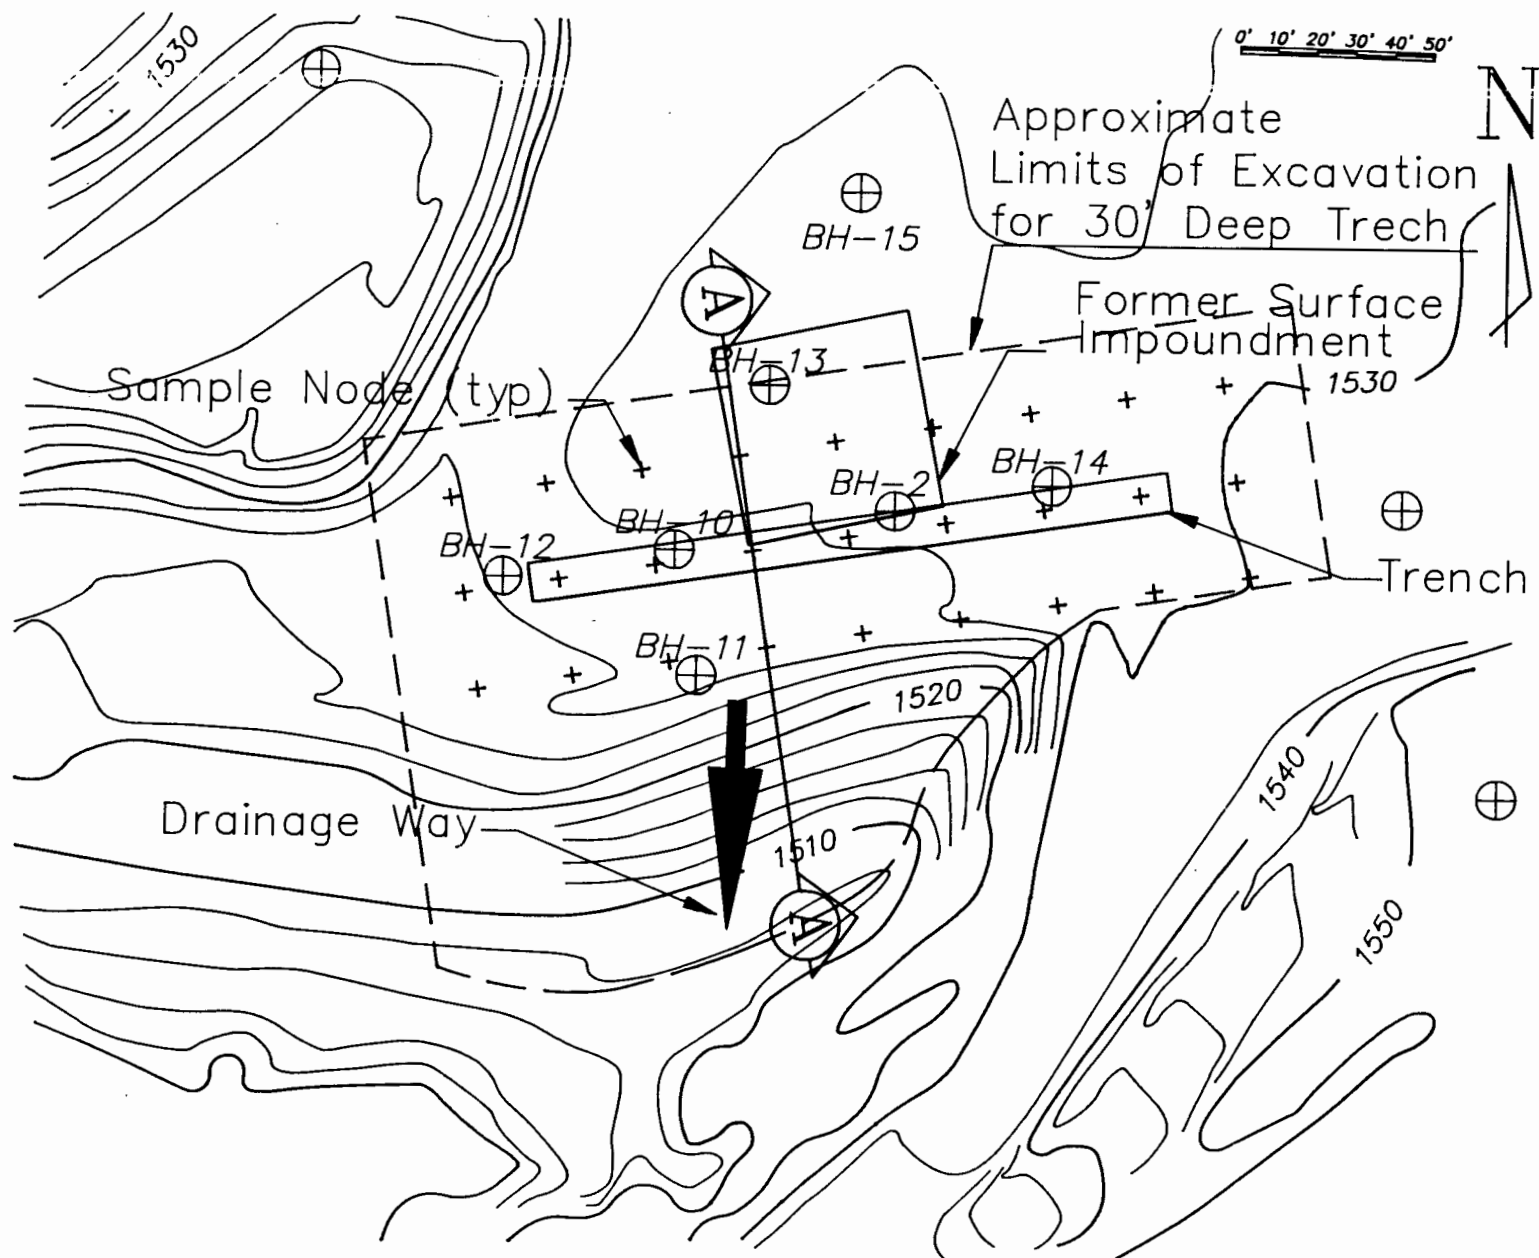 1530
0' 10' 20' 30' 40' 50'
N
Approximate
Limits of Excavation
for 30' Deep Trech
BH-15
A
Former Surface
Impoundment
BH-13
Sample Node (typ)
1530
BH-14
BH-2
BH-10
BH-12
Trench
BH-11
1520
1540
Drainage Way
1510
A
1550